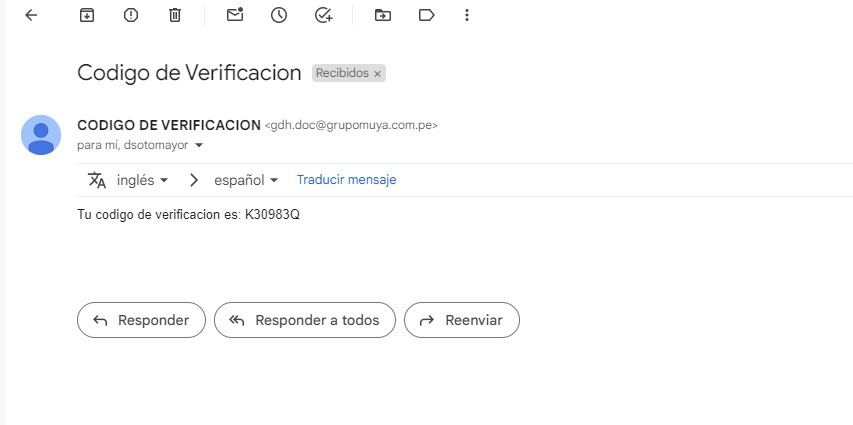 Codigo de Verificacion Recibidos ×
CODIGO DE VERIFICACION <gdh.doc@grupomuya.com.pe>
para mí, dsotomayor
inglés español Traducir mensaje
Tu codigo de verificacion es: K30983Q
Responder Responder a todos Reenviar